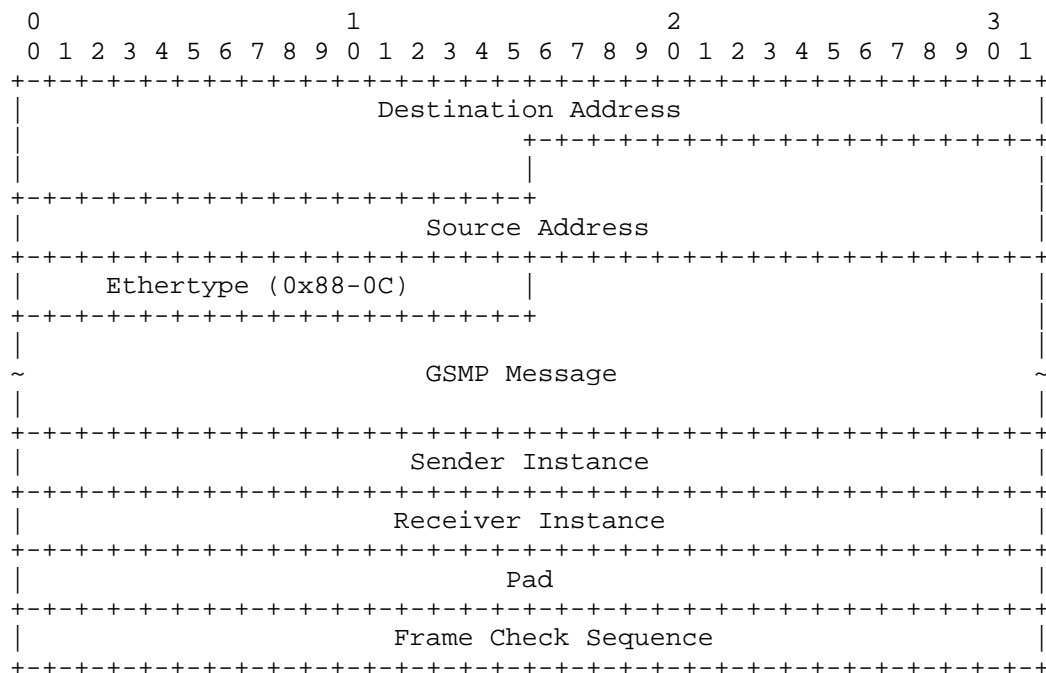 0                   1                   2                   3
 0 1 2 3 4 5 6 7 8 9 0 1 2 3 4 5 6 7 8 9 0 1 2 3 4 5 6 7 8 9 0 1
+-+-+-+-+-+-+-+-+-+-+-+-+-+-+-+-+-+-+-+-+-+-+-+-+-+-+-+-+-+-+-+-+
|                      Destination Address                      |
|                               +-+-+-+-+-+-+-+-+-+-+-+-+-+-+-+-+
|                               |                               |
+-+-+-+-+-+-+-+-+-+-+-+-+-+-+-+-+                               |
|                         Source Address                        |
+-+-+-+-+-+-+-+-+-+-+-+-+-+-+-+-+-+-+-+-+-+-+-+-+-+-+-+-+-+-+-+-+
|     Ethertype (0x88-0C)       |                               |
+-+-+-+-+-+-+-+-+-+-+-+-+-+-+-+-+                               |
|                                                               |
~                         GSMP Message                          ~
|                                                               |
+-+-+-+-+-+-+-+-+-+-+-+-+-+-+-+-+-+-+-+-+-+-+-+-+-+-+-+-+-+-+-+-+
|                        Sender Instance                        |
+-+-+-+-+-+-+-+-+-+-+-+-+-+-+-+-+-+-+-+-+-+-+-+-+-+-+-+-+-+-+-+-+
|                       Receiver Instance                       |
+-+-+-+-+-+-+-+-+-+-+-+-+-+-+-+-+-+-+-+-+-+-+-+-+-+-+-+-+-+-+-+-+
|                              Pad                              |
+-+-+-+-+-+-+-+-+-+-+-+-+-+-+-+-+-+-+-+-+-+-+-+-+-+-+-+-+-+-+-+-+
|                       Frame Check Sequence                    |
+-+-+-+-+-+-+-+-+-+-+-+-+-+-+-+-+-+-+-+-+-+-+-+-+-+-+-+-+-+-+-+-+